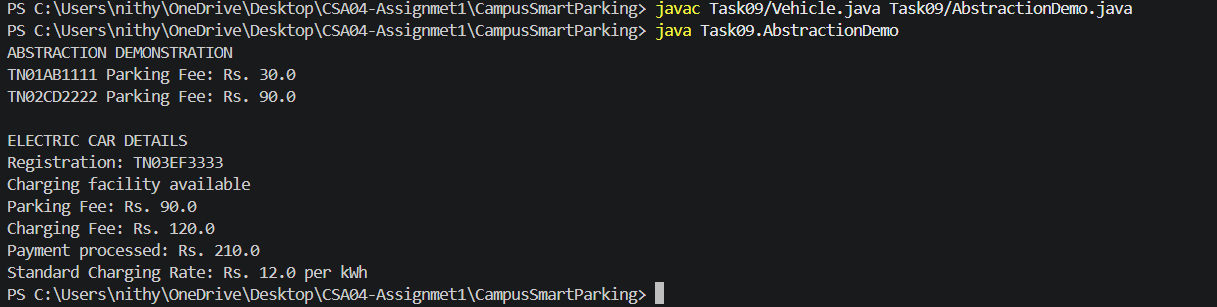 PS C:\Users\nithy\OneDrive\Desktop\CSA04-Assignmet1\CampusSmartParking> javac Task09/Vehicle.java Task09/AbstractionDemo.java
PS C:\Users\nithy\OneDrive\Desktop\CSA04-Assignmet1\CampusSmartParking> java Task09.AbstractionDemo
ABSTRACTION DEMONSTRATION
TN01AB1111 Parking Fee: Rs. 30.0
TN02CD2222 Parking Fee: Rs. 90.0

ELECTRIC CAR DETAILS
Registration: TN03EF3333
Charging facility available
Parking Fee: Rs. 90.0
Charging Fee: Rs. 120.0
Payment processed: Rs. 210.0
Standard Charging Rate: Rs. 12.0 per kWh
PS C:\Users\nithy\OneDrive\Desktop\CSA04-Assignmet1\CampusSmartParking>